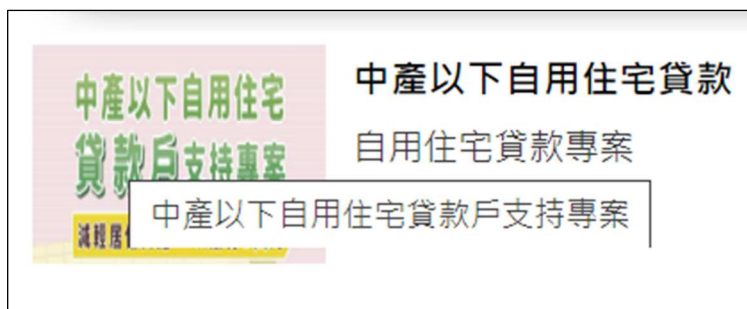 中產以下自用住宅
貸款戶支持專案
減輕居
中產以下自用住宅貸款
自用住宅貸款專案
中產以下自用住宅貸款戶支持專案